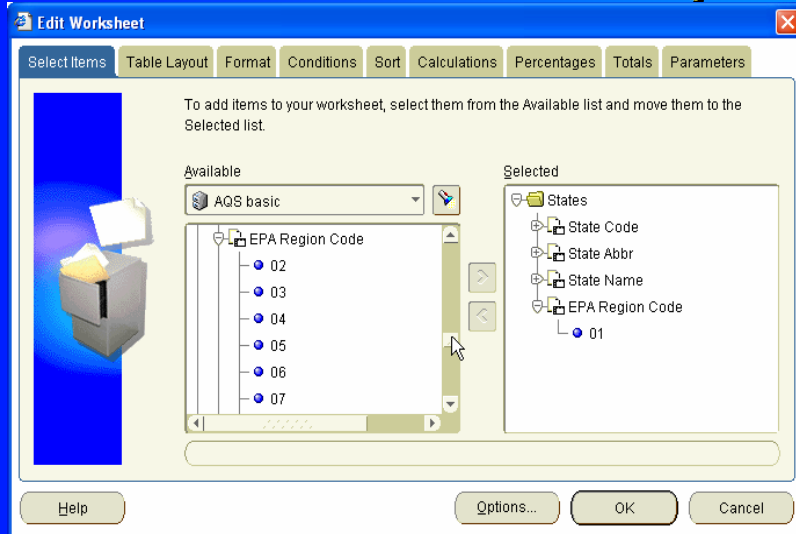 Edit Worksheet
Select Items Table Layout Format Conditions Sort Calculations Percentages Totals Parameters
To add items to your worksheet, select them from the Available list and move them to the
Selected list.
Available
Selected
AQS basic
EPA Region Code
02
03
04
05
06
07
States
State Code
State Abbr
State Name
EPA Region Code
01
Help
Options...
OK
Cancel